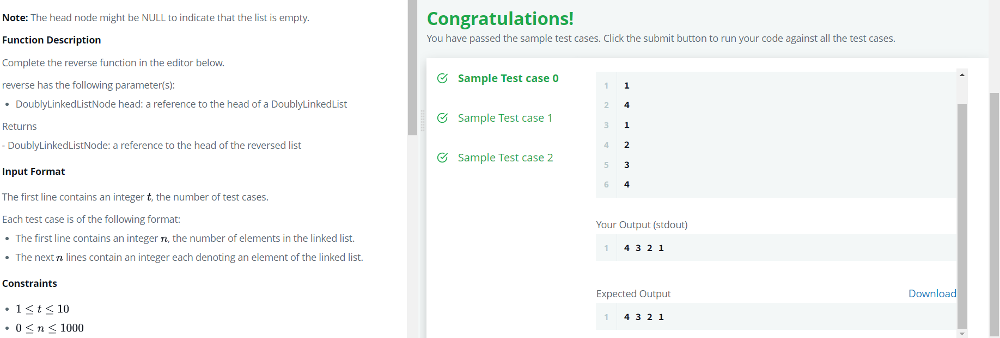 Note: The head node might be NULL to indicate that the list is empty.
Function Description
Complete the reverse function in the editor below.
reverse has the following parameter(s):
• DoublyLinkedListNode head: a reference to the head of a DoublyLinkedList
Returns
- DoublyLinkedListNode: a reference to the head of the reversed list
Input Format
The first line contains an integer t, the number of test cases.
Each test case is of the following format:
• The first line contains an integer n, the number of elements in the linked list.
• The next n lines contain an integer each denoting an element of the linked list.
Constraints
• 1 ≤ t ≤ 10
• 0 ≤ n ≤ 1000
Congratulations!
You have passed the sample test cases. Click the submit button to run your code against all the test cases.
Sample Test case 0
Sample Test case 1
Sample Test case 2
1 1
2 4
3 1
4 2
5 3
6 4
Your Output (stdout)
1 4 3 2 1
Expected Output Download
1 4 3 2 1